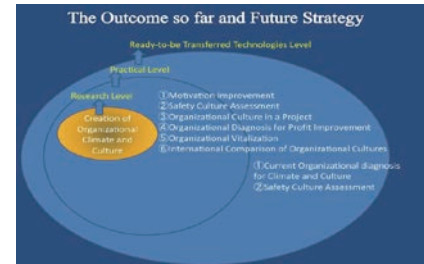 The Outcome so far and Future Strategy
Ready-to-be Transferred Technologies Level
Practical Level
Research Level
Creation of
Organizational
Climate and
Culture
①Motivation Improvement
②Safety Culture Assessment
③Organizational Culture in a Project
④Organizational Diagnosis for Profit Improvement
⑤Organizational Vitalization
⑥International Comparison of Organizational Cultures
①Current Organizational diagnosis
for Climate and Culture
②Safety Culture Assessment